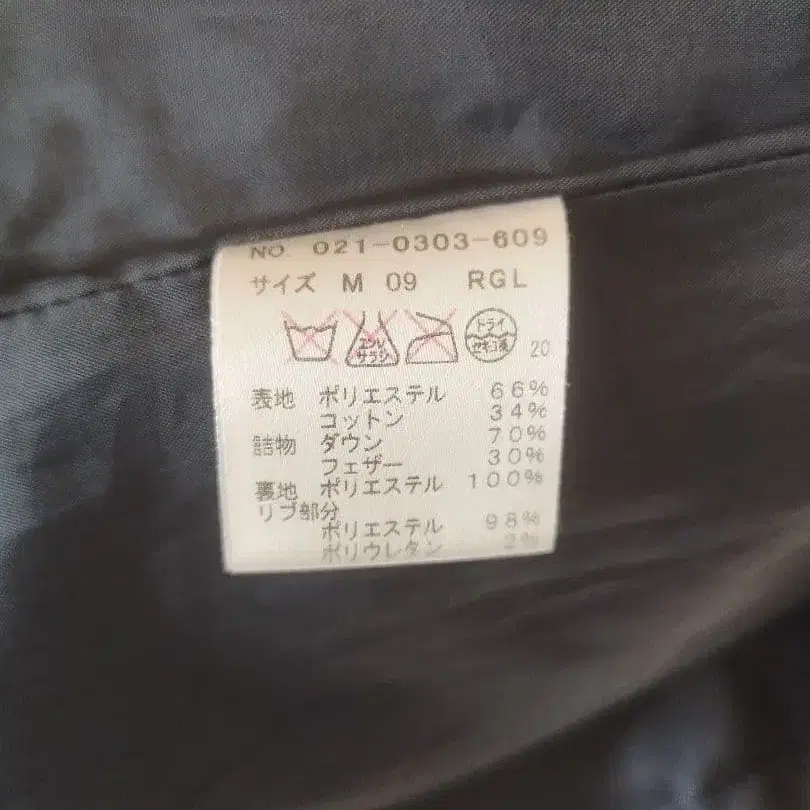 NO. 021-0303-609
サイズ M 09 RGL
エンソ
サラシ
ドライ
セキユ系
20
表地 ポリエステル 66%
コットン 34%
詰物 ダウン 70%
フェザー 30%
裏地 ポリエステル 100%
リブ部分
ポリエステル 98%
ポリウレタン 2%